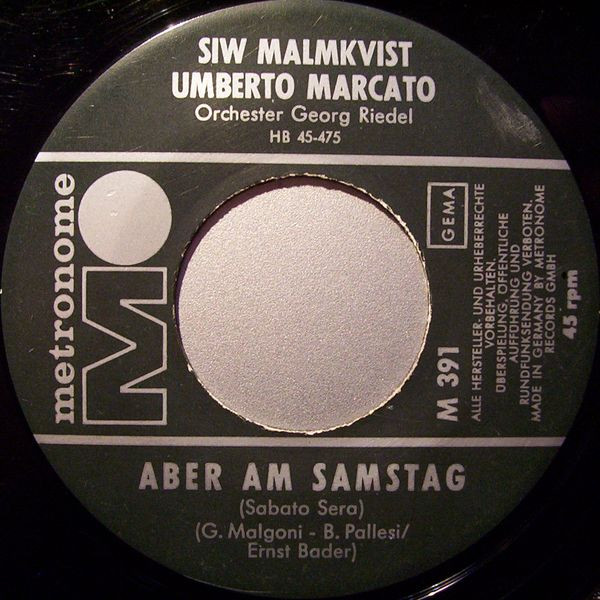 SIW MALMKVIST
UMBERTO MARCATO
Orchester Georg Riedel
HB 45-475
metronome
M
GEMA
M 391
ALLE HERSTELLER- UND URHEBERRECHTE
VORBEHALTEN.
ÜBERSPIELUNG, ÖFFENTLICHE
AUFFÜHRUNG UND
RUNDFUNKSENDUNG VERBOTEN.
MADE IN GERMANY BY METRONOME
RECORDS GMBH
45 rpm
ABER AM SAMSTAG
(Sabato Sera)
(G. Malgoni - B. Pallesi/
Ernst Bader)